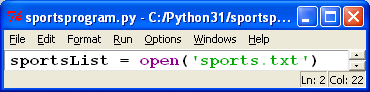 sportsprogram.py - C:/Python31/sportsp...
File Edit Format Run Options Windows Help
sportsList = open('sports.txt')
Ln: 2 Col: 22